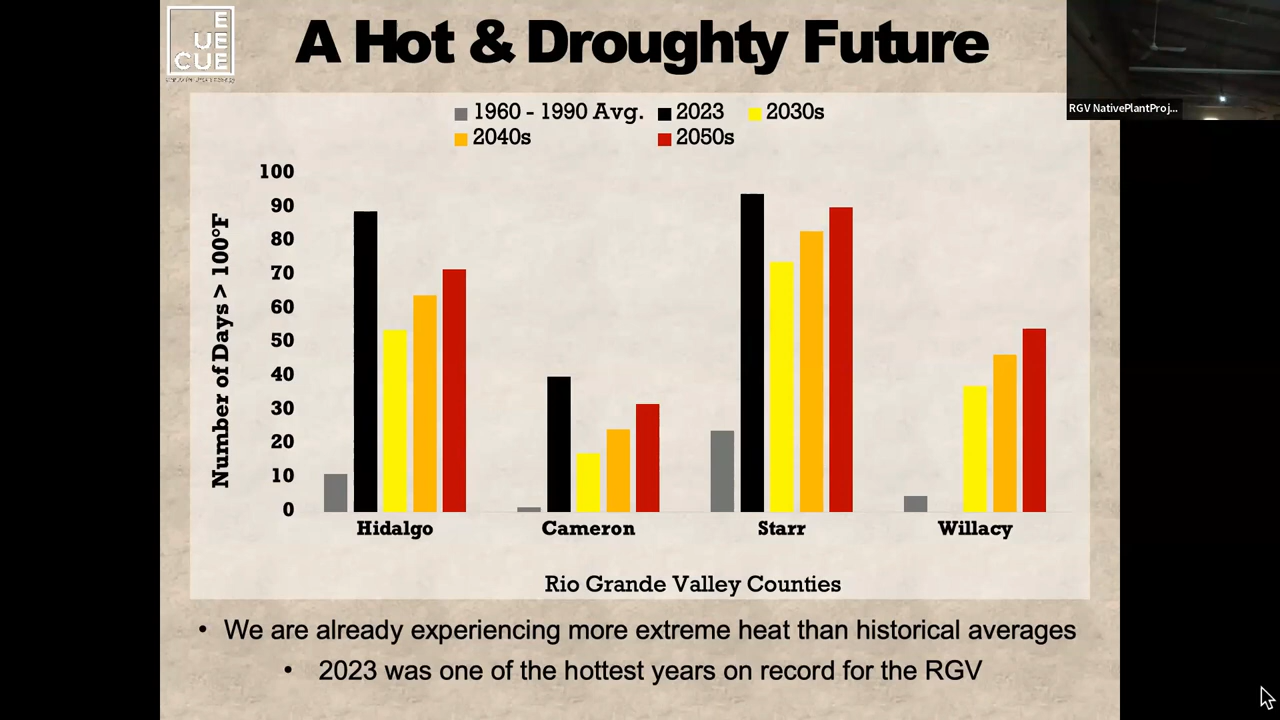 E
UE
CUE
A Hot & Droughty Future
RGV NativePlantProj...
1960 - 1990 Avg.
2023
2030s
2040s
2050s
Number of Days > 100°F
100
90
80
70
60
50
40
30
20
10
0
Hidalgo
Cameron
Starr
Willacy
Rio Grande Valley Counties
• We are already experiencing more extreme heat than historical averages
• 2023 was one of the hottest years on record for the RGV